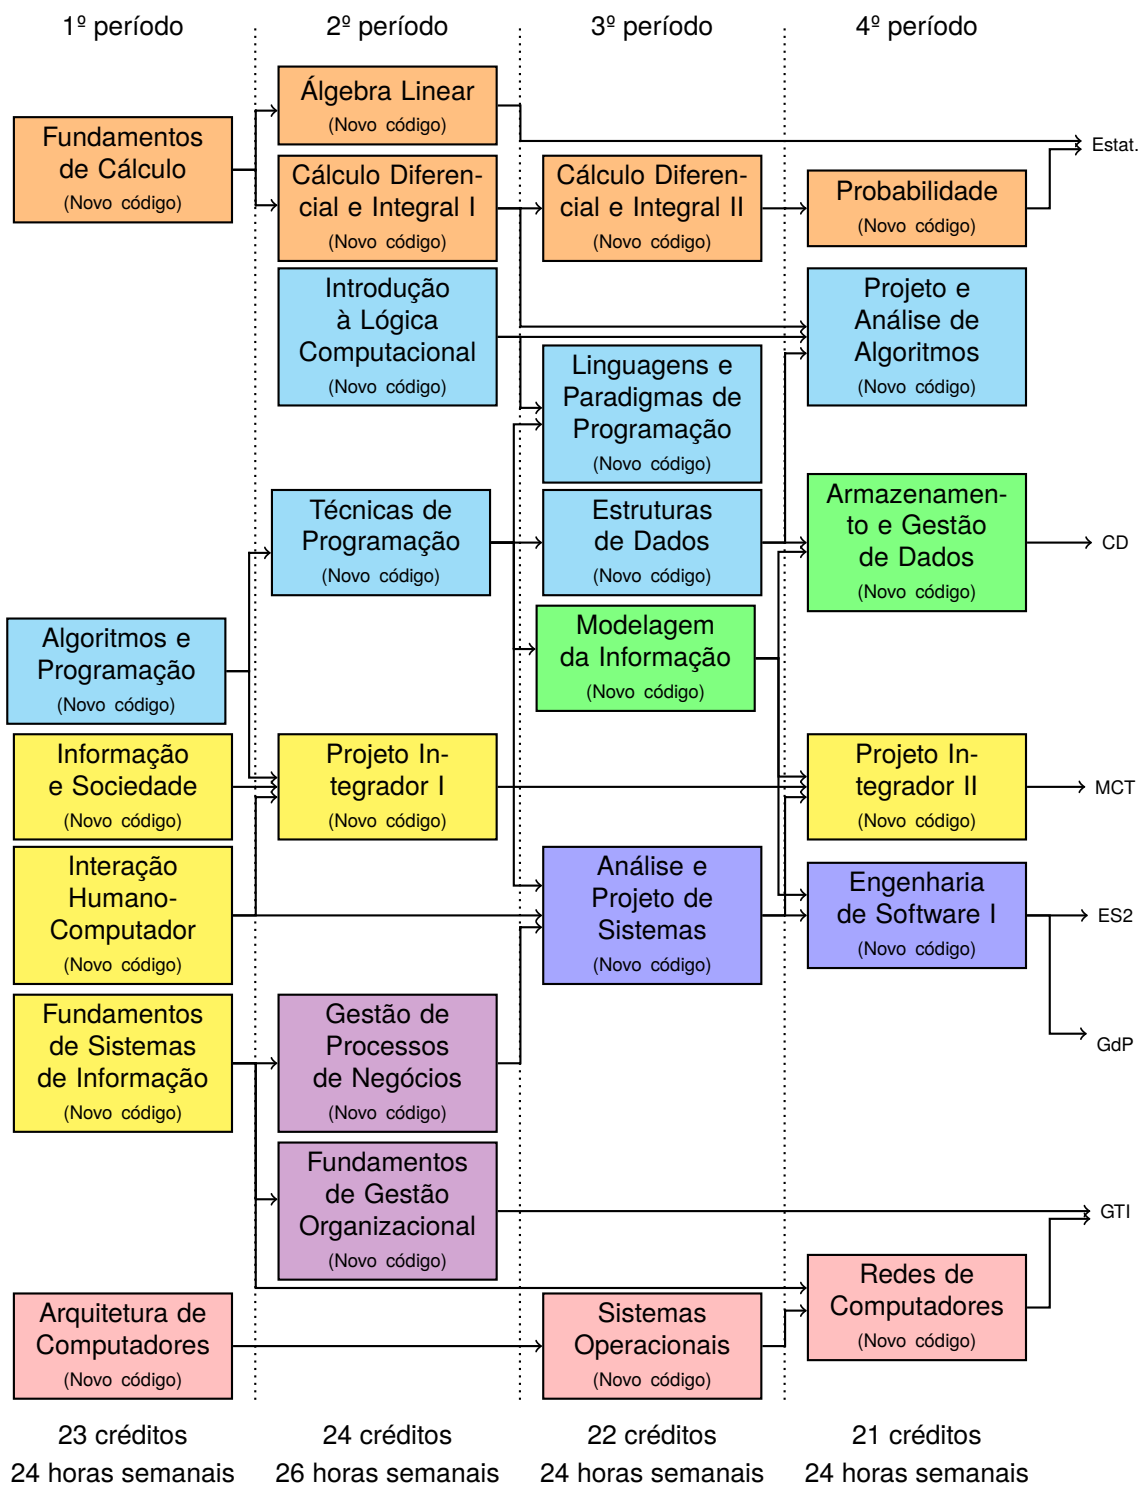 1º período
2º período
3º período
4º período
Fundamentos
de Cálculo
(Novo código)
Algoritmos e
Programação
(Novo código)
Informação
e Sociedade
(Novo código)
Interação
Humano-
Computador
(Novo código)
Fundamentos
de Sistemas
de Informação
(Novo código)
Arquitetura de
Computadores
(Novo código)
Álgebra Linear
(Novo código)
Cálculo Diferen-
cial e Integral I
(Novo código)
Introdução
à Lógica
Computacional
(Novo código)
Técnicas de
Programação
(Novo código)
Projeto In-
tegrador I
(Novo código)
Gestão de
Processos
de Negócios
(Novo código)
Fundamentos
de Gestão
Organizacional
(Novo código)
Cálculo Diferen-
cial e Integral II
(Novo código)
Linguagens e
Paradigmas de
Programação
(Novo código)
Estruturas
de Dados
(Novo código)
Modelagem
da Informação
(Novo código)
Análise e
Projeto de
Sistemas
(Novo código)
Sistemas
Operacionais
(Novo código)
Probabilidade
(Novo código)
Projeto e
Análise de
Algoritmos
(Novo código)
Armazenamen-
to e Gestão
de Dados
(Novo código)
Projeto In-
tegrador II
(Novo código)
Engenharia
de Software I
(Novo código)
Redes de
Computadores
(Novo código)
Estat.
CD
MCT
ES2
GdP
GTI
23 créditos
24 horas semanais
24 créditos
26 horas semanais
22 créditos
24 horas semanais
21 créditos
24 horas semanais